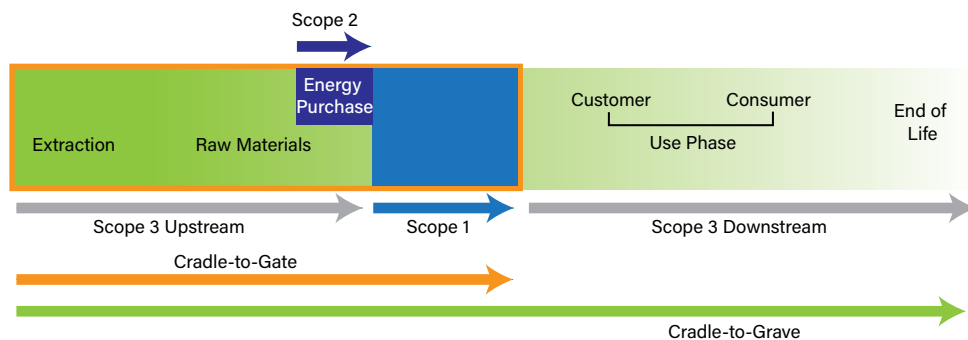 Scope 2
Energy
Purchase
Extraction
Raw Materials
Customer
Consumer
Use Phase
End of
Life
Scope 3 Upstream
Scope 1
Scope 3 Downstream
Cradle-to-Gate
Cradle-to-Grave